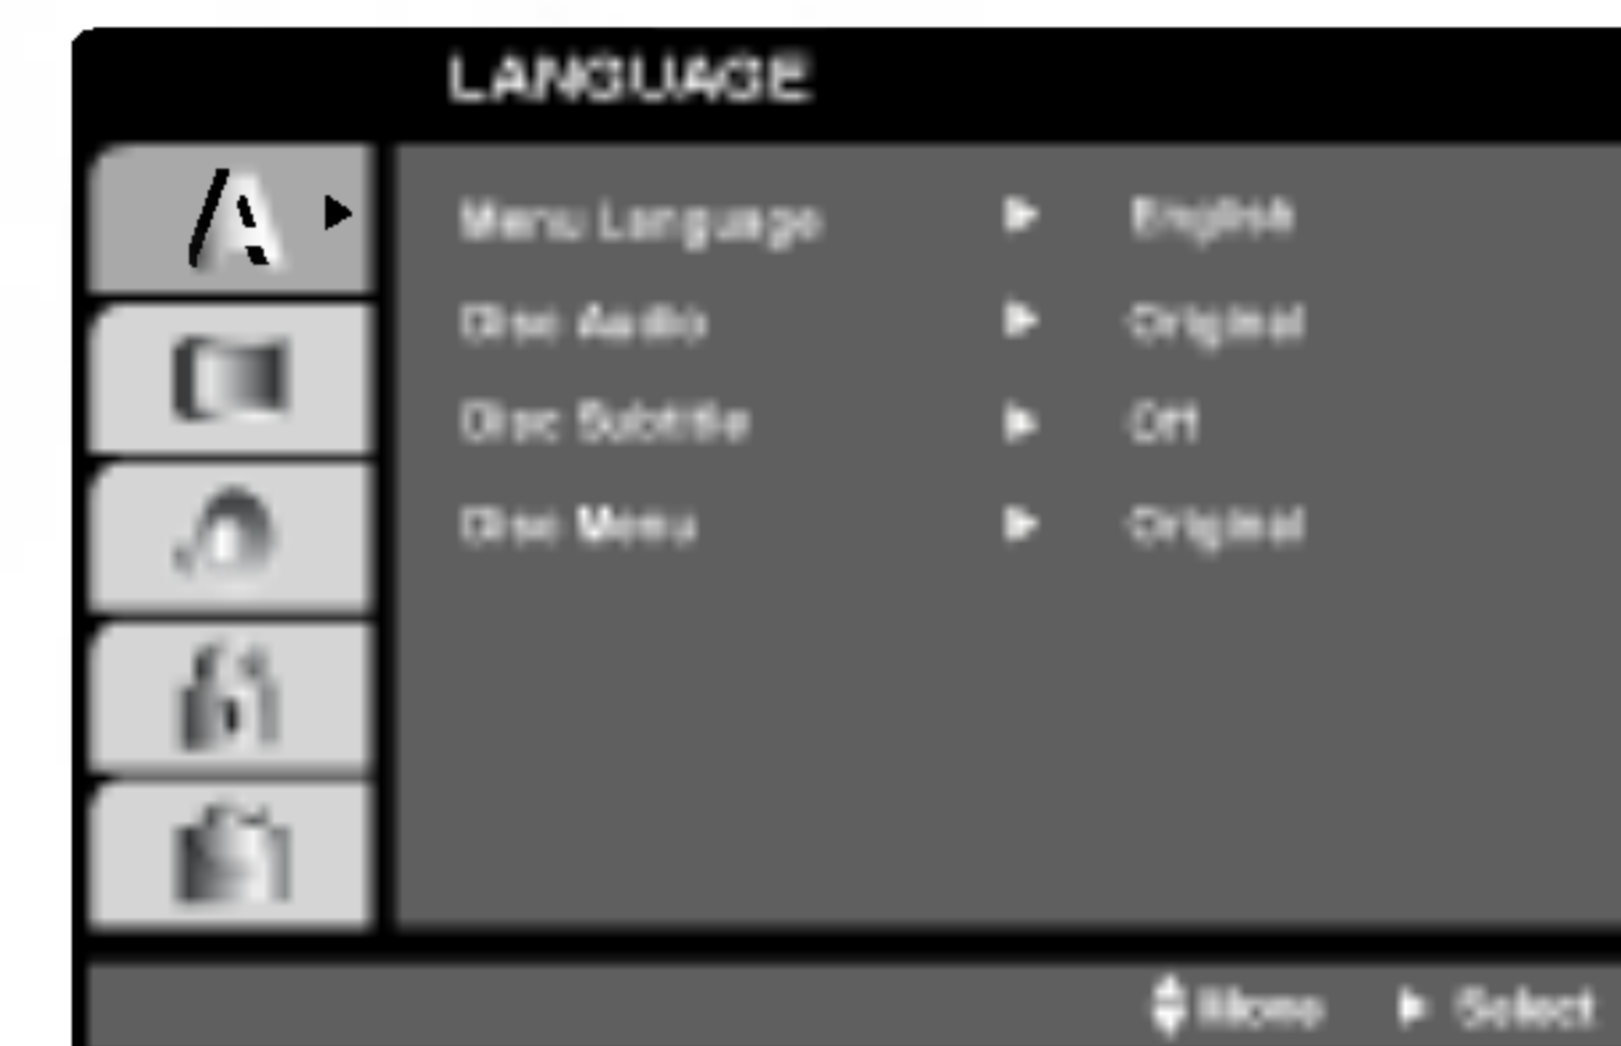 LANGUAGE
Menu Language ► English
Disc Audio ► Original
Disc Subtitle ► Off
Disc Menu ► Original
Move ► Select